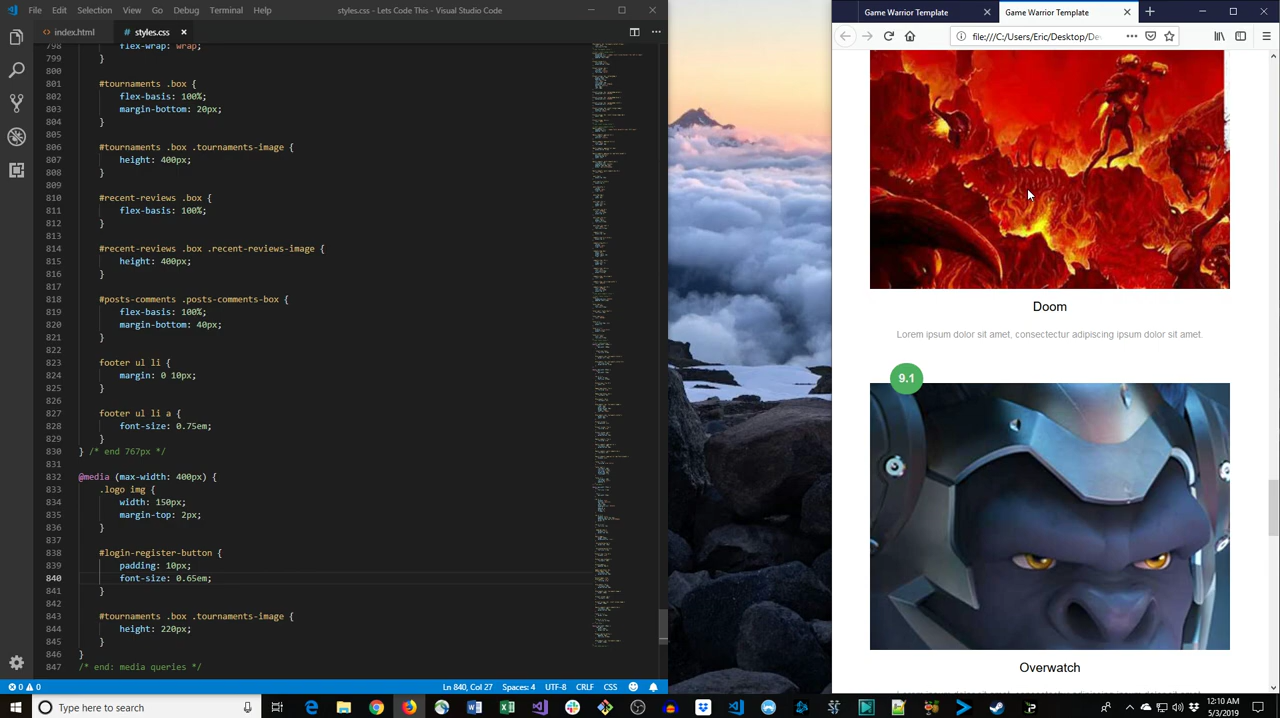 File Edit Selection View Go Debug Terminal Help
styles.css - Lets Code This - Visual Studio Code
index.html
styles.css
798 flex-wrap: wrap;
799 }
800
801 #tournaments .box {
802 flex-basis: 100%;
803 margin-bottom: 20px;
804 }
805
806 #tournaments .box .tournaments-image {
807 height: 400px;
808 }
809
810 #recent-reviews .box {
811 flex-basis: 100%;
812 }
813
814 #recent-reviews .box .recent-reviews-image {
815 height: 400px;
816 }
817
818 #posts-comments .posts-comments-box {
819 flex-basis: 100%;
820 margin-bottom: 40px;
821 }
822
823 footer ul li {
824 margin: 0 10px;
825 }
826
827 footer ul li a {
828 font-size: 0.75em;
829 }
830 } /* end 767px */
831
832 @media (max-width: 400px) {
833 .logo img {
834 width: 150px;
835 margin-top: 2px;
836 }
837
838 #login-register-button {
839 padding: 15px;
840 font-size: 0.65em;
841 }
842
843 #tournaments .box .tournaments-image {
844 height: 280px;
845 }
846 }
847 /* end: media queries */
0 0
Ln 840, Col 27 Spaces: 4 UTF-8 CRLF CSS
Game Warrior Template
Game Warrior Template
file:///C:/Users/Eric/Desktop/De
Doom
Lorem ipsum dolor sit amet, consectetur adipiscing ipsum dolor sit amet.
9.1
Overwatch
Type here to search
12:10 AM
5/3/2019